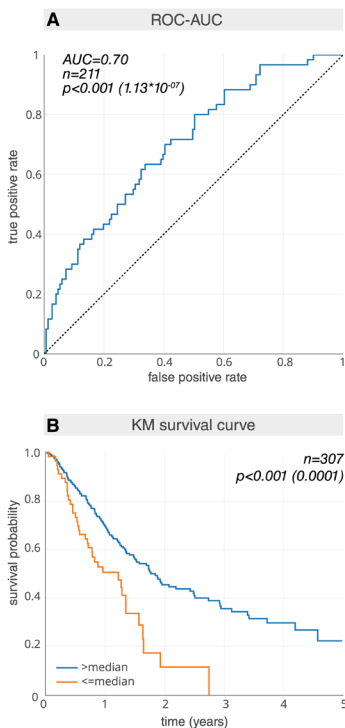 A ROC-AUC
AUC=0.70
n=211
p<0.001 (1.13*10-07)
1
0.8
0.6
0.4
0.2
0
true positive rate
0 0.2 0.4 0.6 0.8 1
false positive rate
B KM survival curve
n=307
p<0.001 (0.0001)
1.0
0.8
0.6
0.4
0.2
0
survival probability
>median
<=median
0 1 2 3 4 5
time (years)